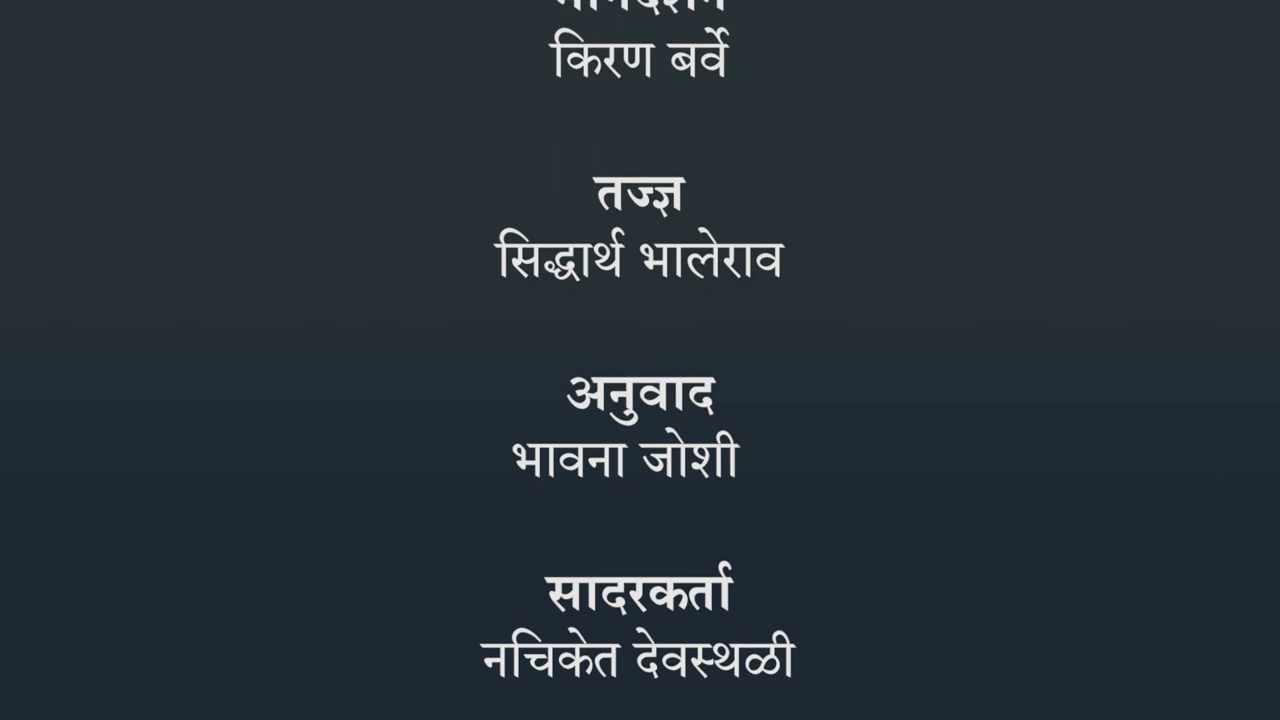 किरण बर्वे
तज्ज्ञ
सिद्धार्थ भालेराव
अनुवाद
भावना जोशी
सादरकर्ता
नचिकेत देवस्थळी